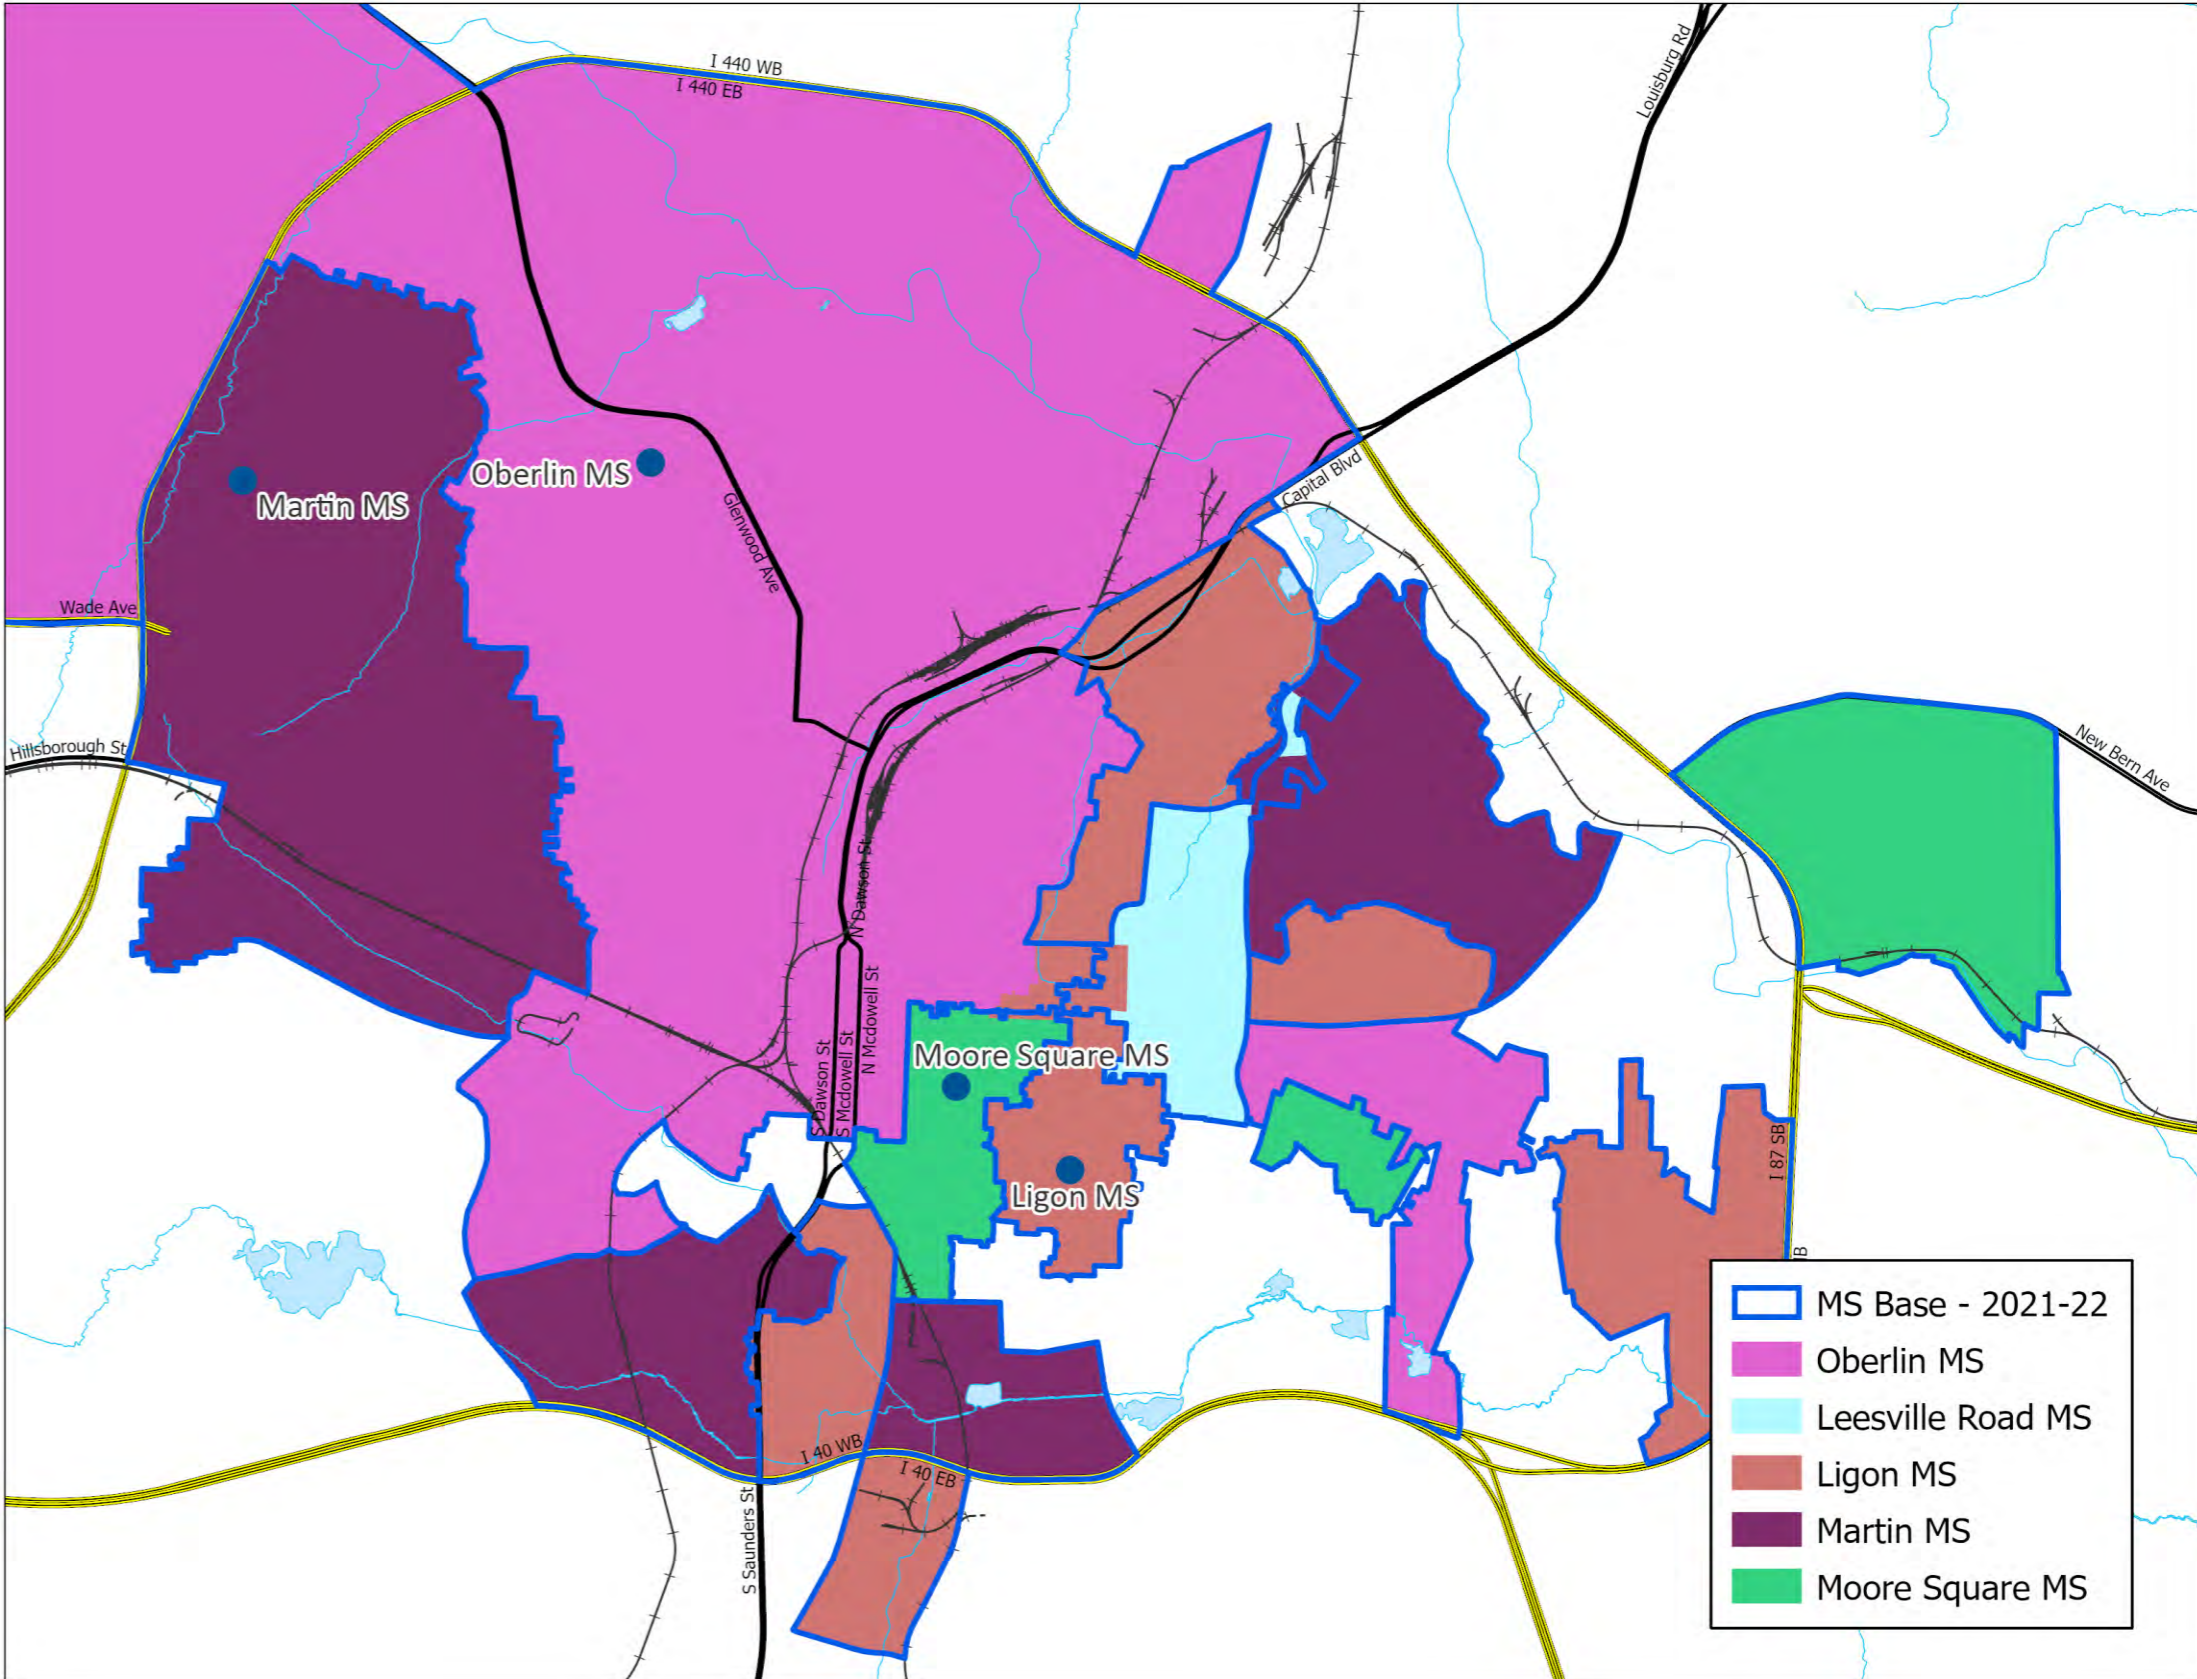 I 440 WB
I 440 EB
Louisburg Rd
Capital Blvd
Oberlin MS
Martin MS
Glenwood Ave
Wade Ave
Hillsborough St
New Bern Ave
N Dawson St
N Mcdowell St
S Dawson St
S Mcdowell St
Moore Square MS
Ligon MS
I 87 SB
B
I 40 WB
I 40 EB
S Saunders St
MS Base - 2021-22
Oberlin MS
Leesville Road MS
Ligon MS
Martin MS
Moore Square MS